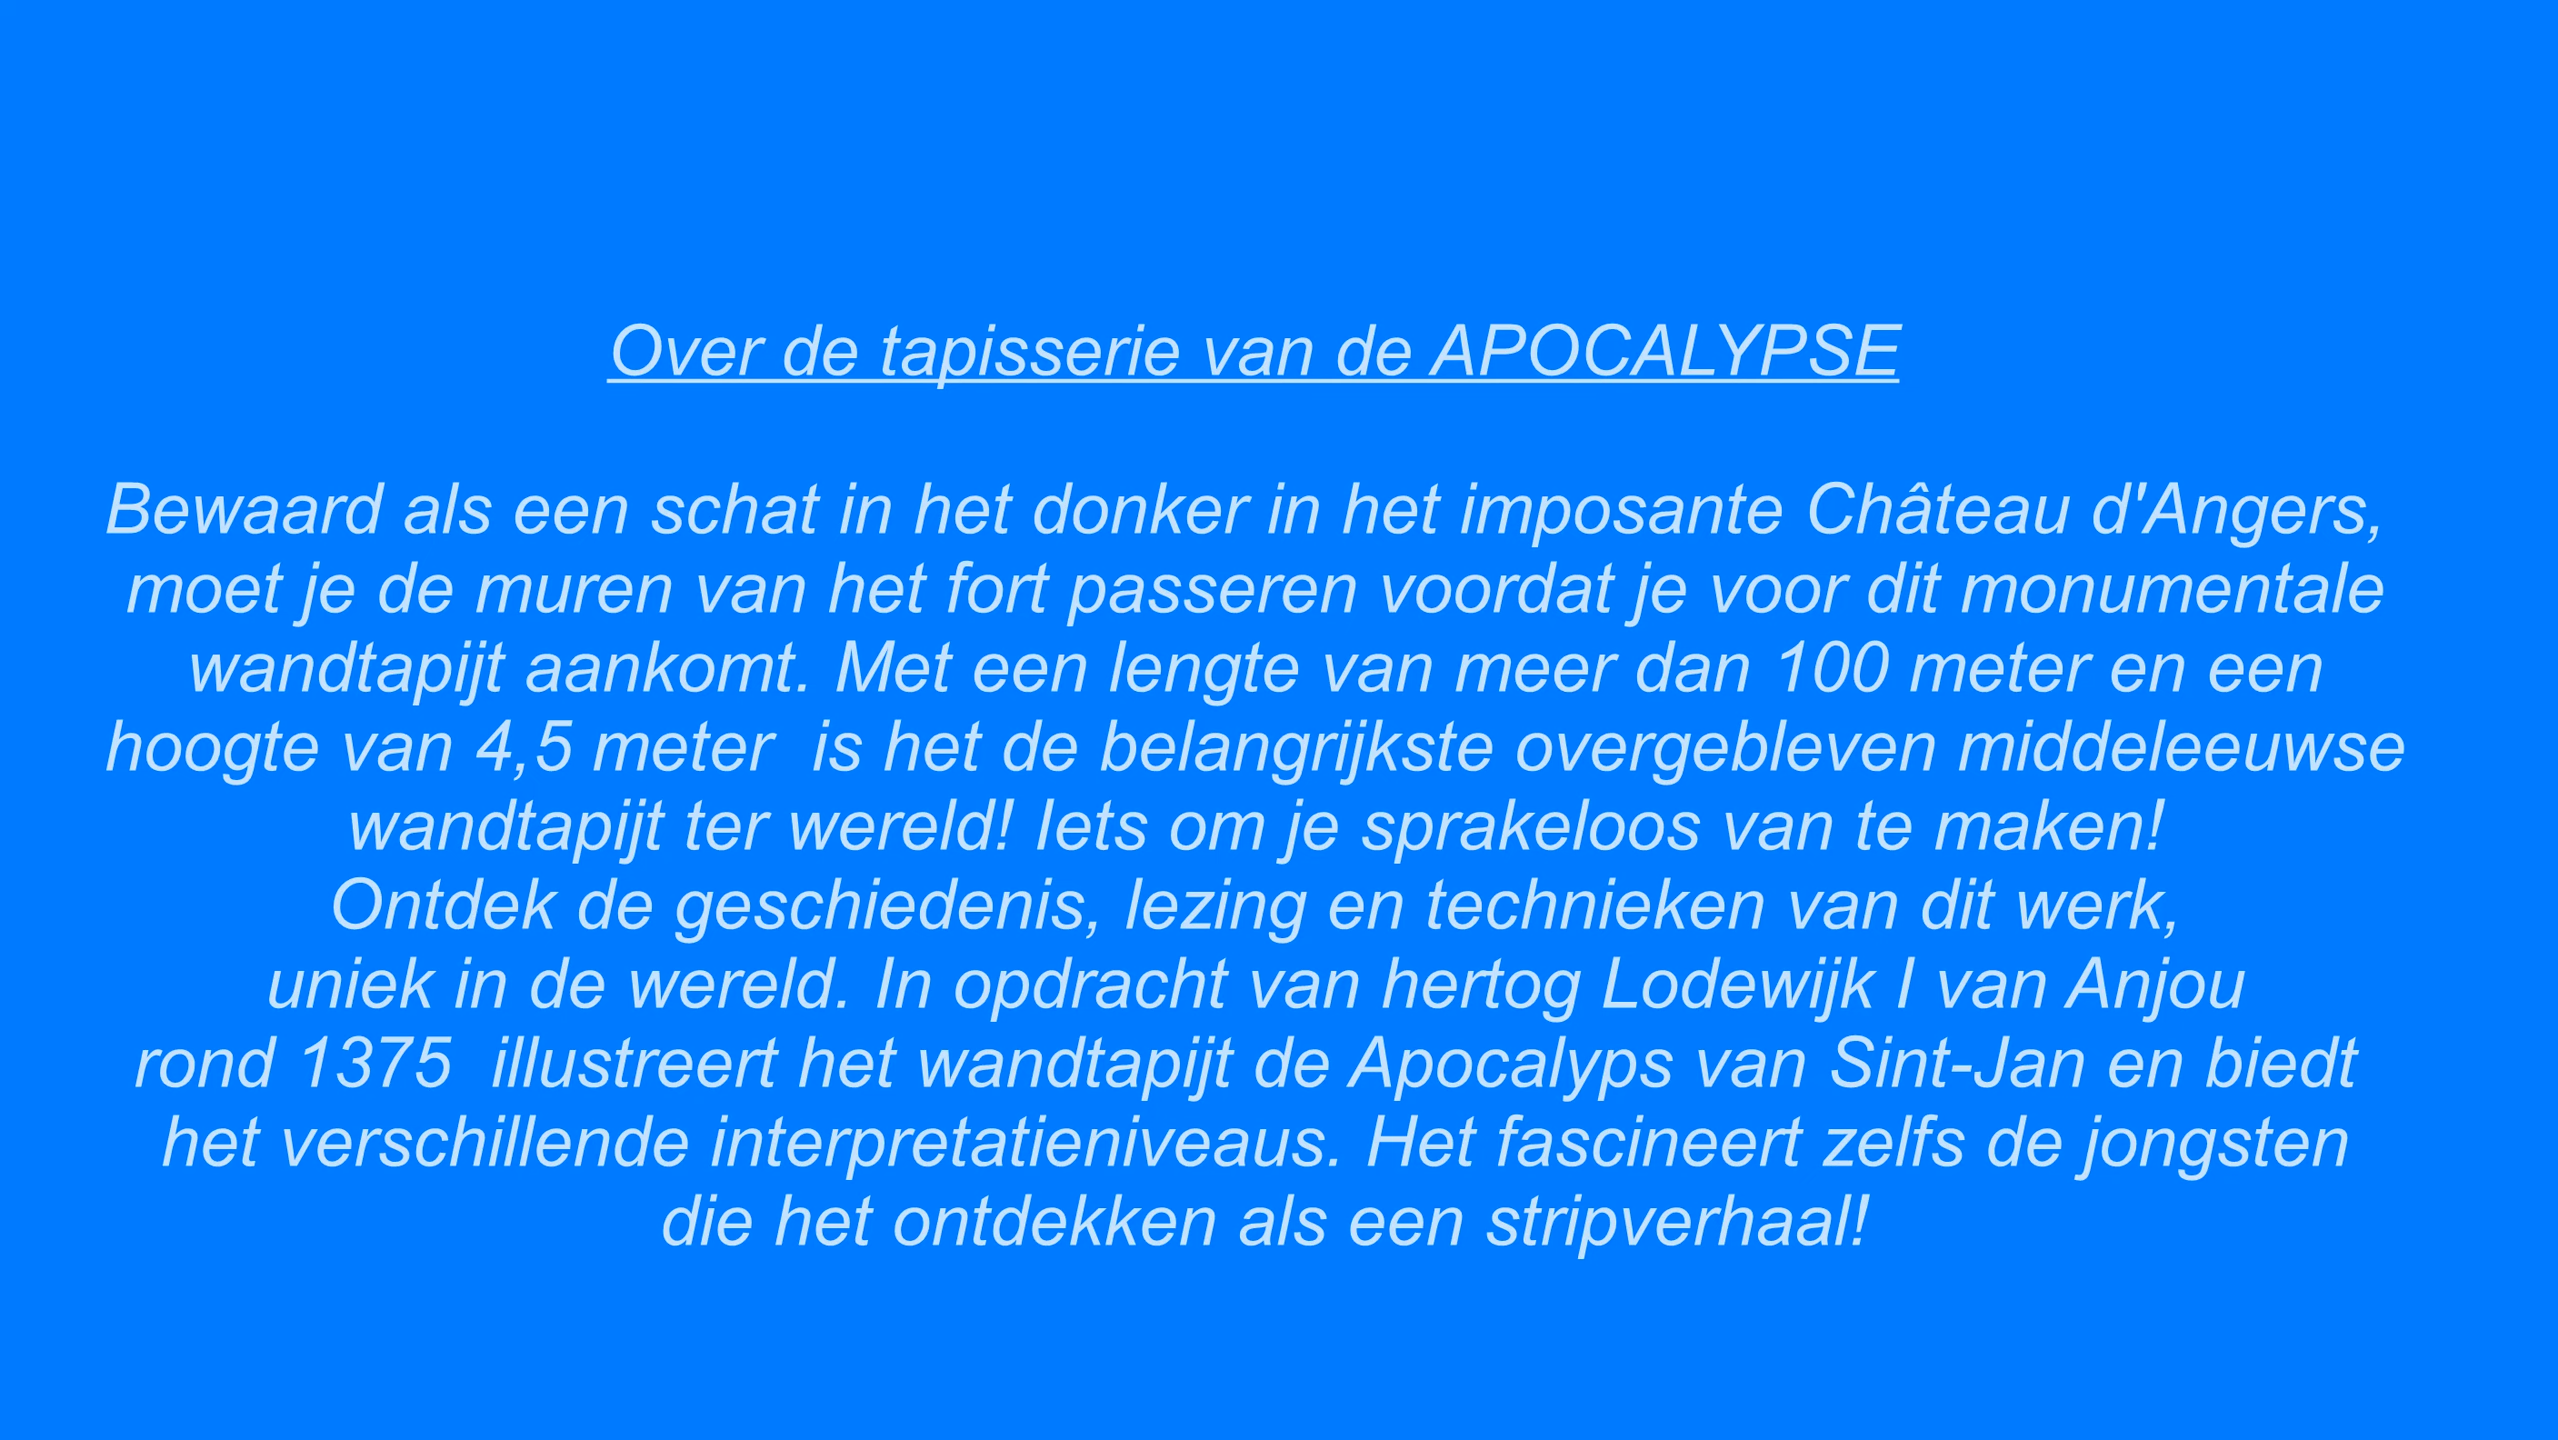 Over de tapisserie van de APOCALYPSE
Bewaard als een schat in het donker in het imposante Château d'Angers,
moet je de muren van het fort passeren voordat je voor dit monumentale
wandtapijt aankomt. Met een lengte van meer dan 100 meter en een
hoogte van 4,5 meter  is het de belangrijkste overgebleven middeleeuwse
wandtapijt ter wereld! Iets om je sprakeloos van te maken!
Ontdek de geschiedenis, lezing en technieken van dit werk,
uniek in de wereld. In opdracht van hertog Lodewijk I van Anjou
rond 1375  illustreert het wandtapijt de Apocalyps van Sint-Jan en biedt
het verschillende interpretatieniveaus. Het fascineert zelfs de jongsten
die het ontdekken als een stripverhaal!